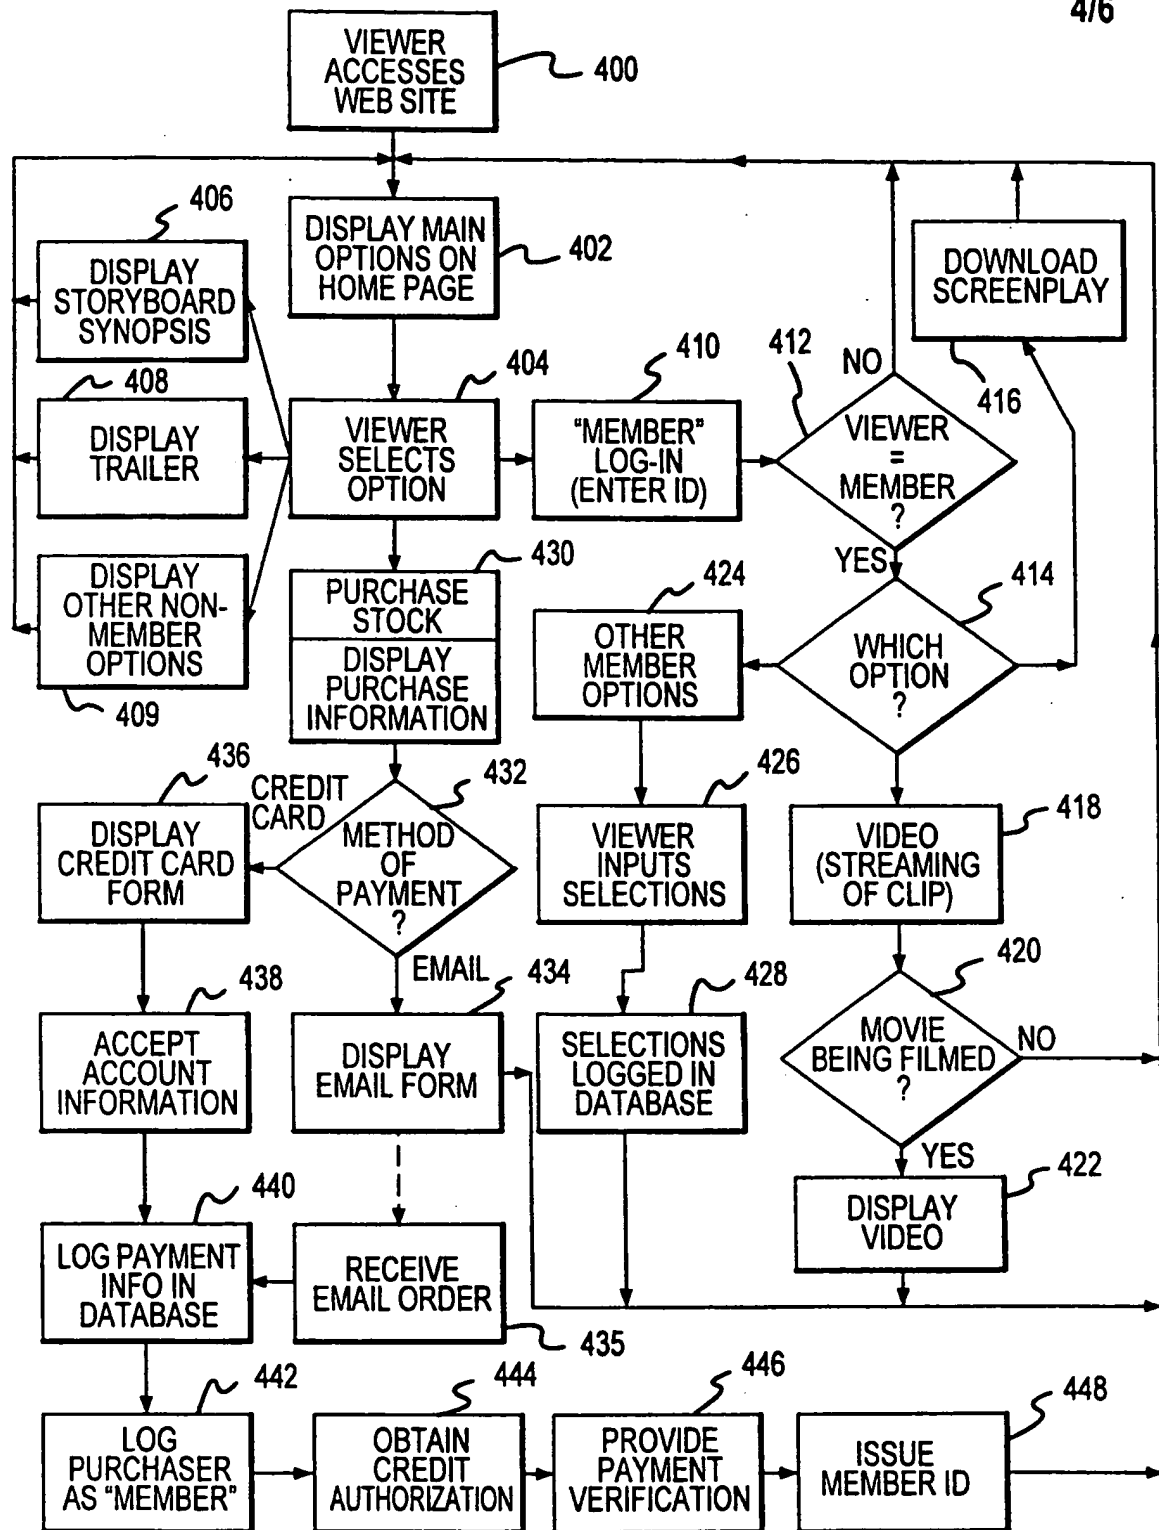 4/6
VIEWER
ACCESSES
WEB SITE
400
DISPLAY MAIN
OPTIONS ON
HOME PAGE
402
406
DISPLAY
STORYBOARD
SYNOPSIS
DOWNLOAD
SCREENPLAY
416
408
DISPLAY
TRAILER
404
VIEWER
SELECTS
OPTION
410
"MEMBER"
LOG-IN
(ENTER ID)
412
NO
VIEWER
=
MEMBER
?
YES
DISPLAY
OTHER NON-
MEMBER
OPTIONS
409
430
PURCHASE
STOCK
DISPLAY
PURCHASE
INFORMATION
424
OTHER
MEMBER
OPTIONS
414
WHICH
OPTION
?
436
DISPLAY
CREDIT CARD
FORM
CREDIT
CARD
432
METHOD
OF
PAYMENT
?
EMAIL
426
VIEWER
INPUTS
SELECTIONS
418
VIDEO
(STREAMING
OF CLIP)
438
ACCEPT
ACCOUNT
INFORMATION
434
DISPLAY
EMAIL FORM
428
SELECTIONS
LOGGED IN
DATABASE
420
MOVIE
BEING FILMED
?
NO
YES
422
DISPLAY
VIDEO
440
LOG PAYMENT
INFO IN
DATABASE
RECEIVE
EMAIL ORDER
435
442
LOG
PURCHASER
AS "MEMBER"
444
OBTAIN
CREDIT
AUTHORIZATION
446
PROVIDE
PAYMENT
VERIFICATION
448
ISSUE
MEMBER ID